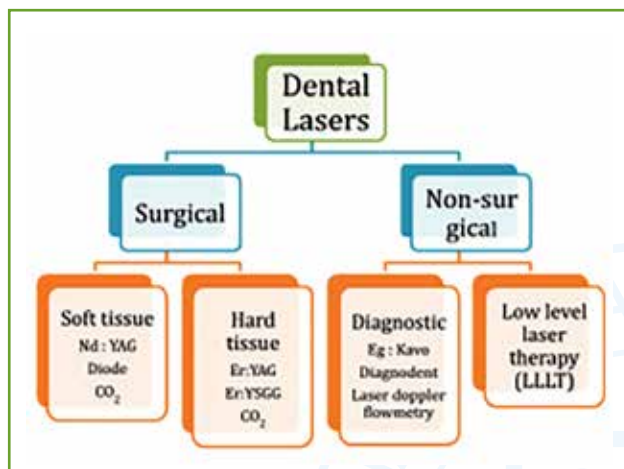 Dental
Lasers
Surgical
Non-sur
gical
Soft tissue
Nd : YAG
Diode
CO₂
Hard
tissue
Er:YAG
Er:YSGG
CO₂
Diagnostic
Eg : Kavo
Diagnodent
Laser doppler
flowmetry
Low level
laser
therapy
(LLLT)